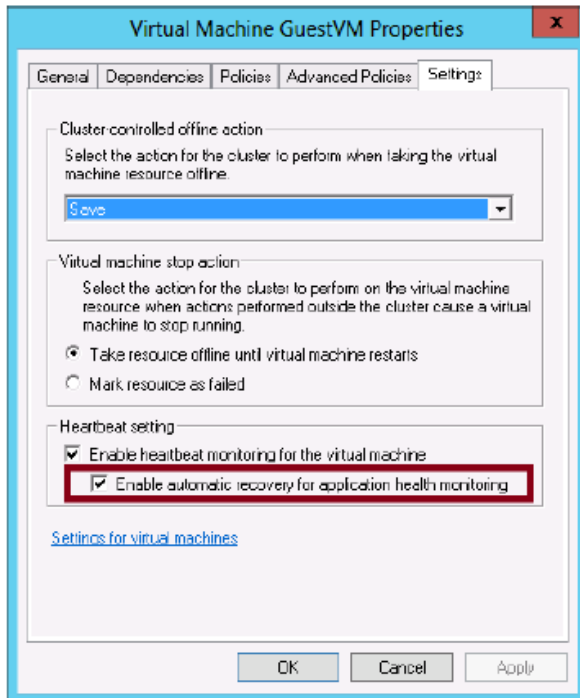 Virtual Machine GuestVM Properties
x
General Dependencies Policies Advanced Policies Settings
Cluster-controlled offline action
Select the action for the cluster to perform when taking the virtual
machine resource offline.
Save
Virtual machine stop action
Select the action for the cluster to perform on the virtual machine
resource when actions performed outside the cluster cause a virtual
machine to stop running.
Take resource offline until virtual machine restarts
Mark resource as failed
Heartbeat setting
Enable heartbeat monitoring for the virtual machine
Enable automatic recovery for application health monitoring
Settings for virtual machines
OK Cancel Apply